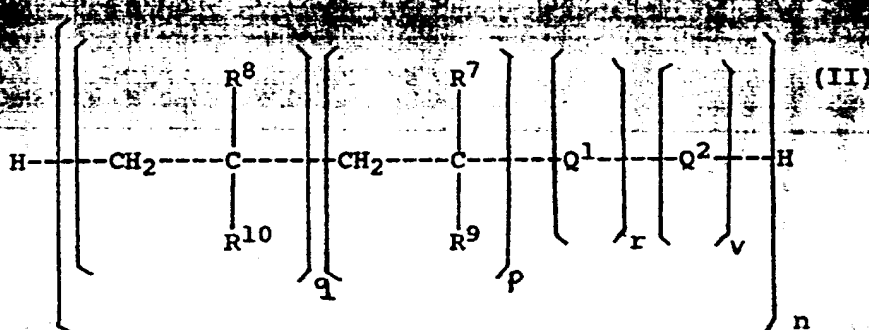 R⁸ R⁷ (II)
H--CH₂--C--CH₂--C--Q¹--Q²--H
R¹⁰ R⁹ r v
q p
n